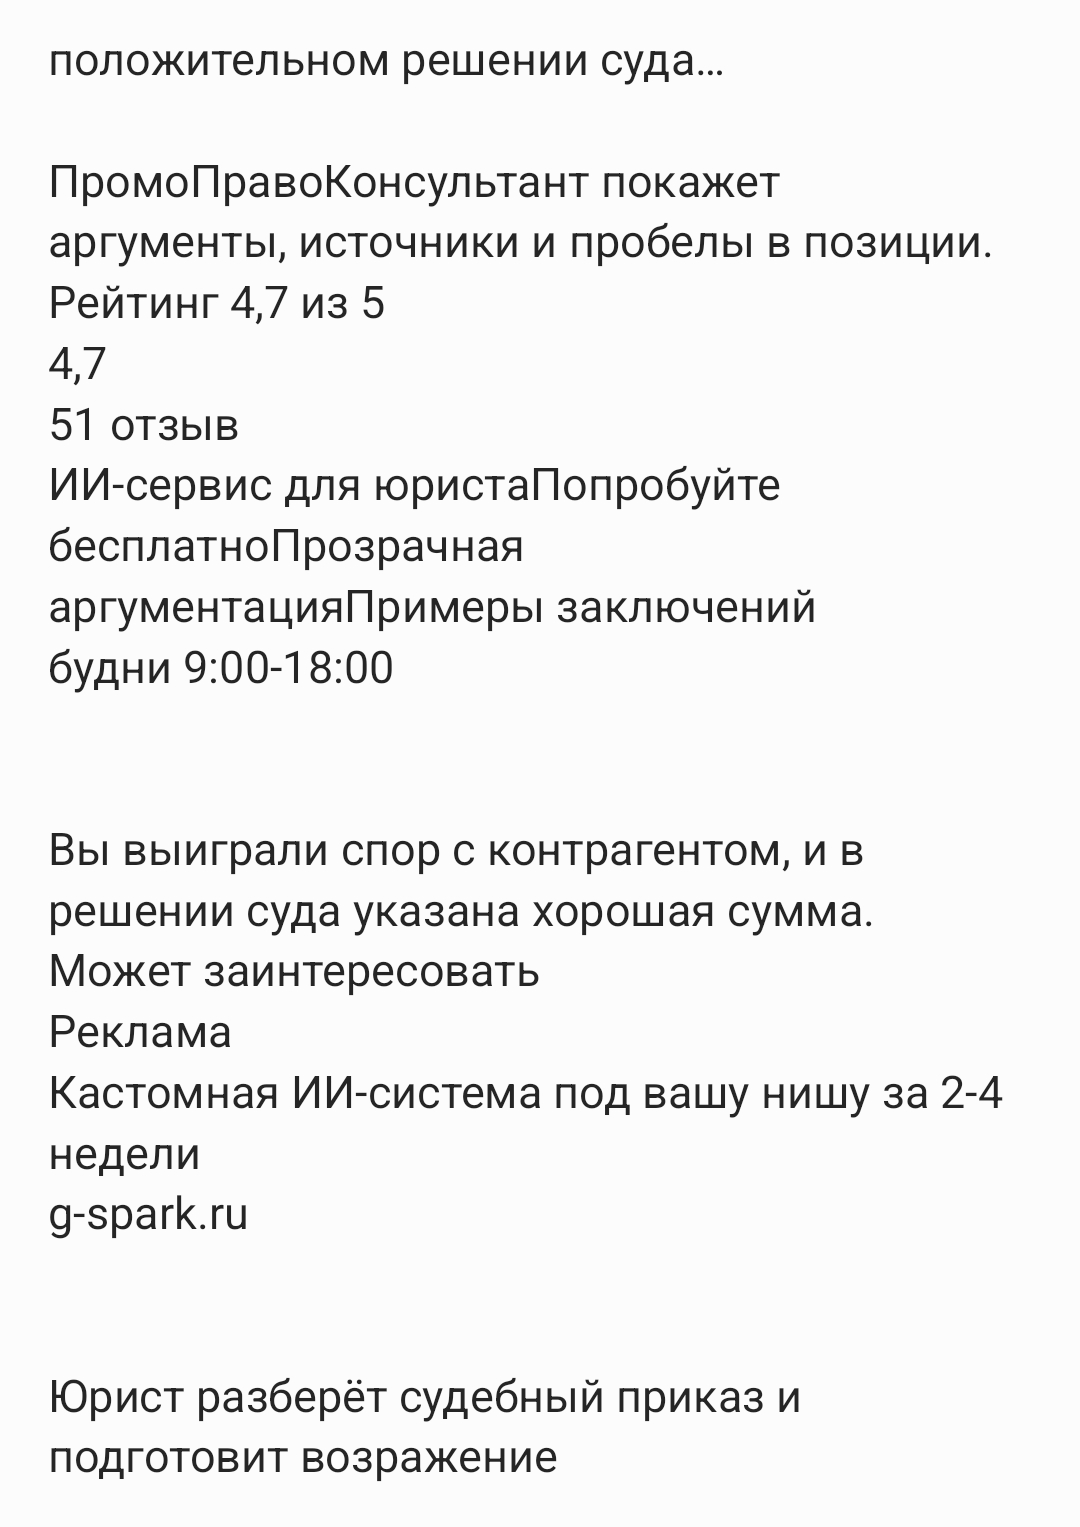 положительном решении суда...
ПромоПравоКонсультант покажет
аргументы, источники и пробелы в позиции.
Рейтинг 4,7 из 5
4,7
51 отзыв
ИИ-сервис для юристаПопробуйте
бесплатноПрозрачная
аргументацияПримеры заключений
будни 9:00-18:00
Вы выиграли спор с контрагентом, и в
решении суда указана хорошая сумма.
Может заинтересовать
Реклама
Кастомная ИИ-система под вашу нишу за 2-4
недели
g-spark.ru
Юрист разберёт судебный приказ и
подготовит возражение